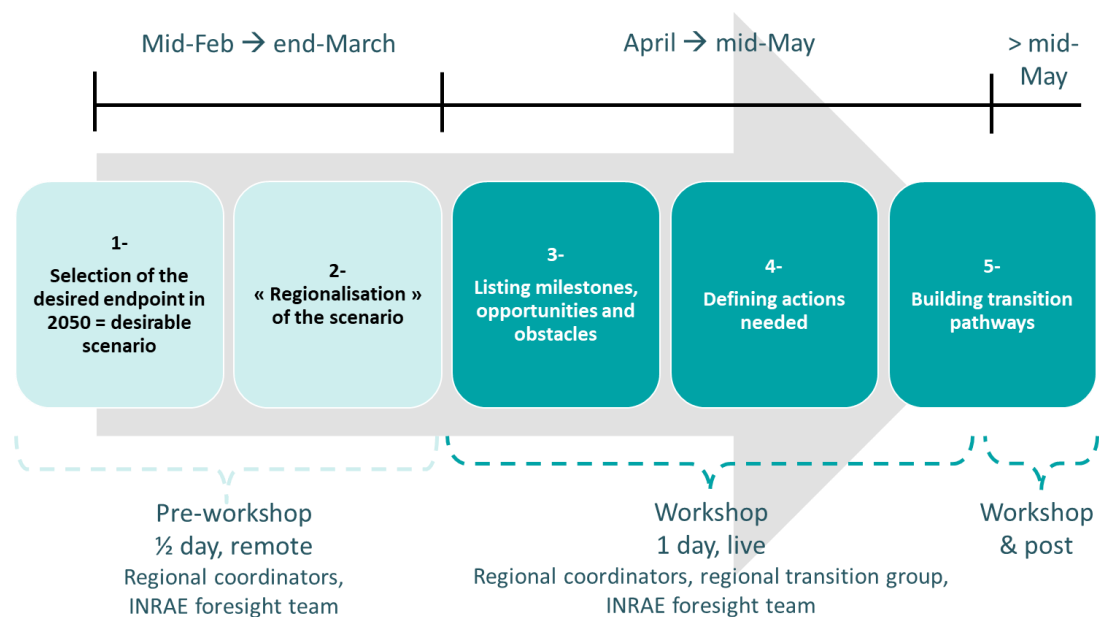 Mid-Feb → end-March
April → mid-May
> mid-
May
1-
Selection of the
desired endpoint in
2050 = desirable
scenario
2-
« Regionalisation »
of the scenario
3-
Listing milestones,
opportunities and
obstacles
4-
Defining actions
needed
5-
Building transition
pathways
Pre-workshop
½ day, remote
Regional coordinators,
INRAE foresight team
Workshop
1 day, live
Regional coordinators, regional transition group,
INRAE foresight team
Workshop
& post